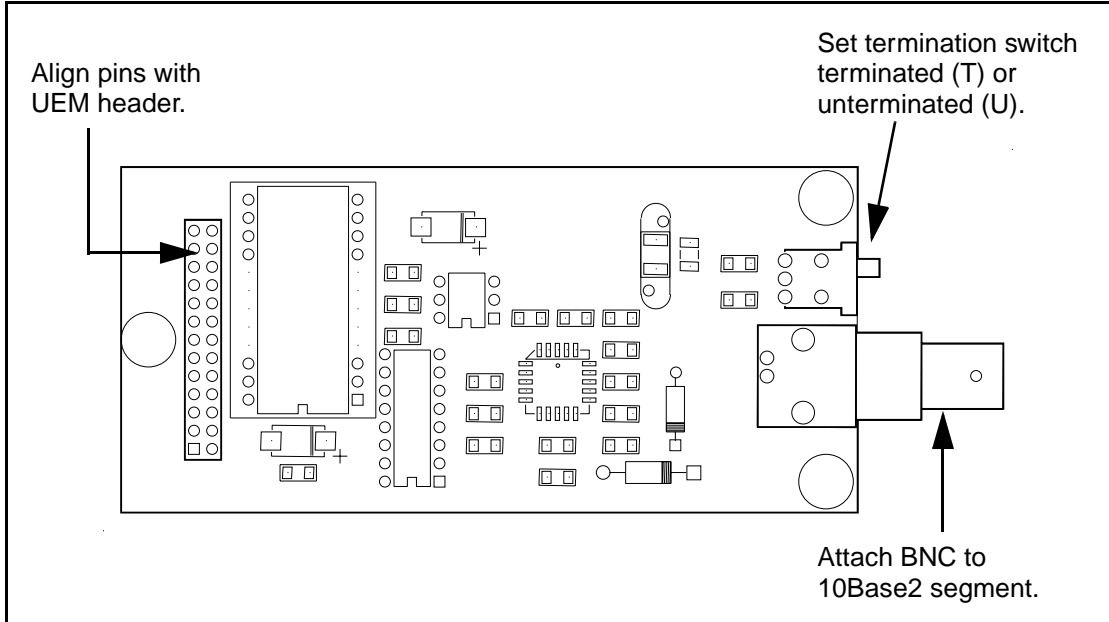 Align pins with
UEM header.
Set termination switch
terminated (T) or
unterminated (U).
Attach BNC to
10Base2 segment.